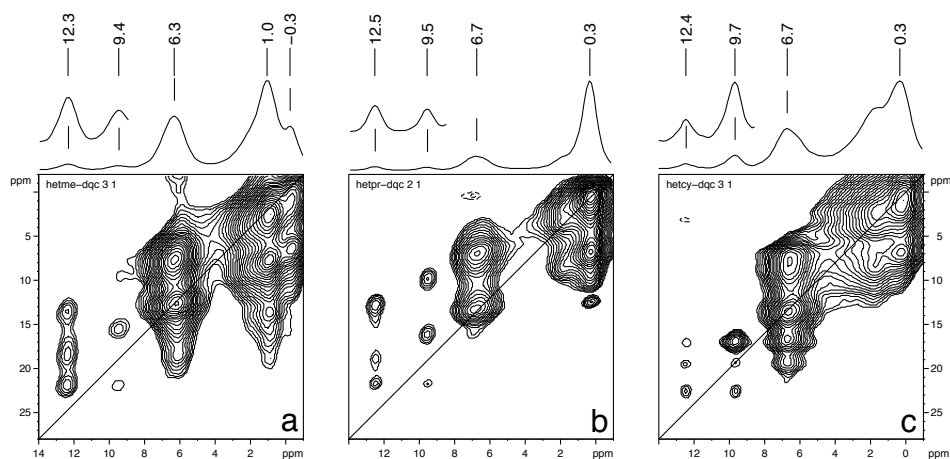 12.3 9.4 6.3 1.0 −0.3
12.5 9.5 6.7 0.3
12.4 9.7 6.7 0.3
ppm
hetme−dqc 3 1
hetpr−dqc 2 1
hetcy−dqc 3 1
ppm
5
5
10
10
15
15
20
20
25
25
a
b
c
14 12 10 8 6 4 2 ppm
14 12 10 8 6 4 2 ppm
14 12 10 8 6 4 2 0 ppm